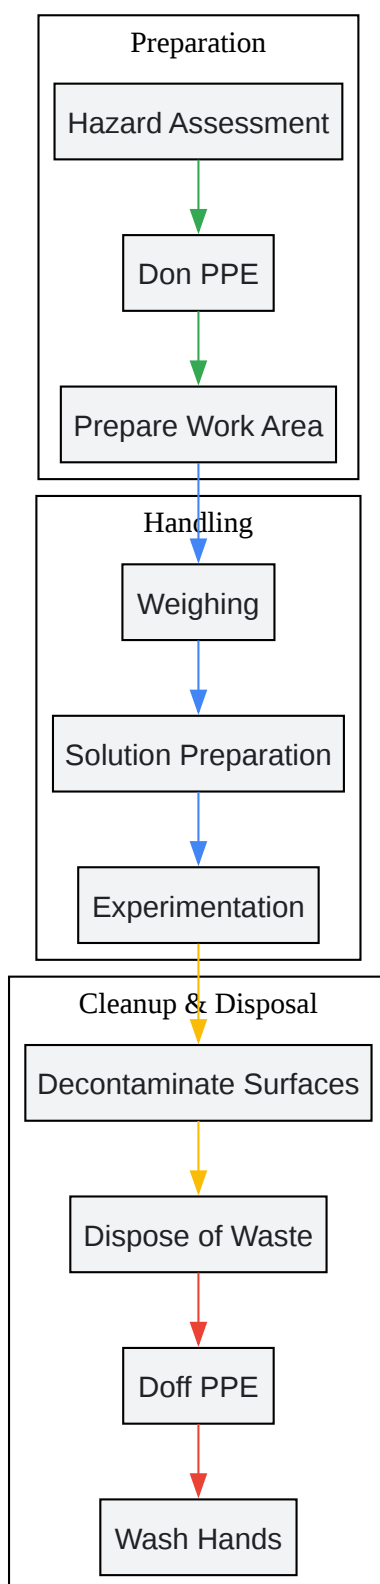 Preparation
Hazard Assessment
Don PPE
Prepare Work Area
Handling
Weighing
Solution Preparation
Experimentation
Cleanup & Disposal
Decontaminate Surfaces
Dispose of Waste
Doff PPE
Wash Hands